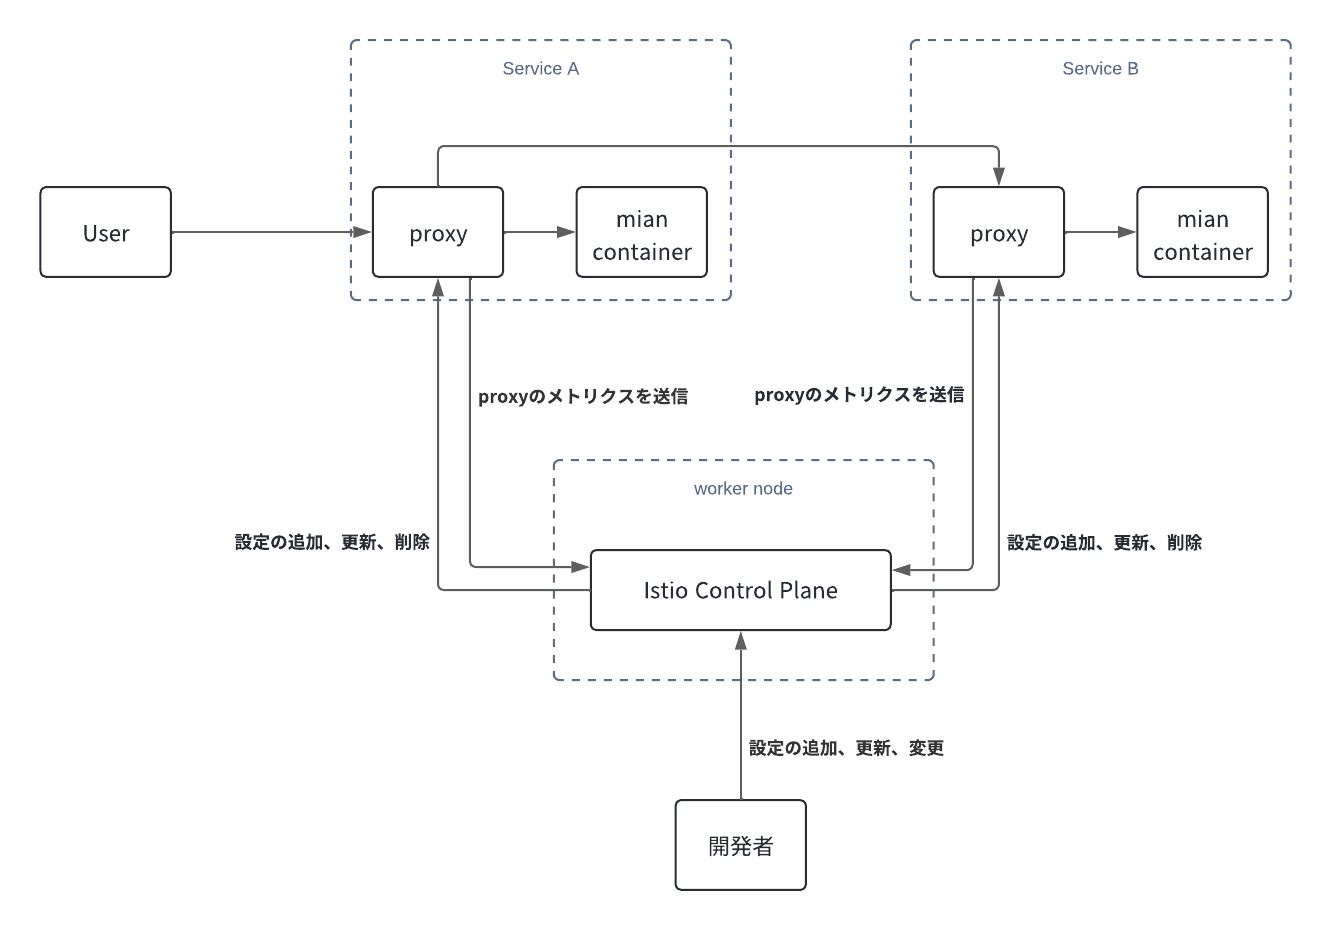 Service A
Service B
User
proxy
mian
container
proxy
mian
container
proxyのメトリクスを送信
proxyのメトリクスを送信
worker node
設定の追加、更新、削除
設定の追加、更新、削除
Istio Control Plane
設定の追加、更新、変更
開発者